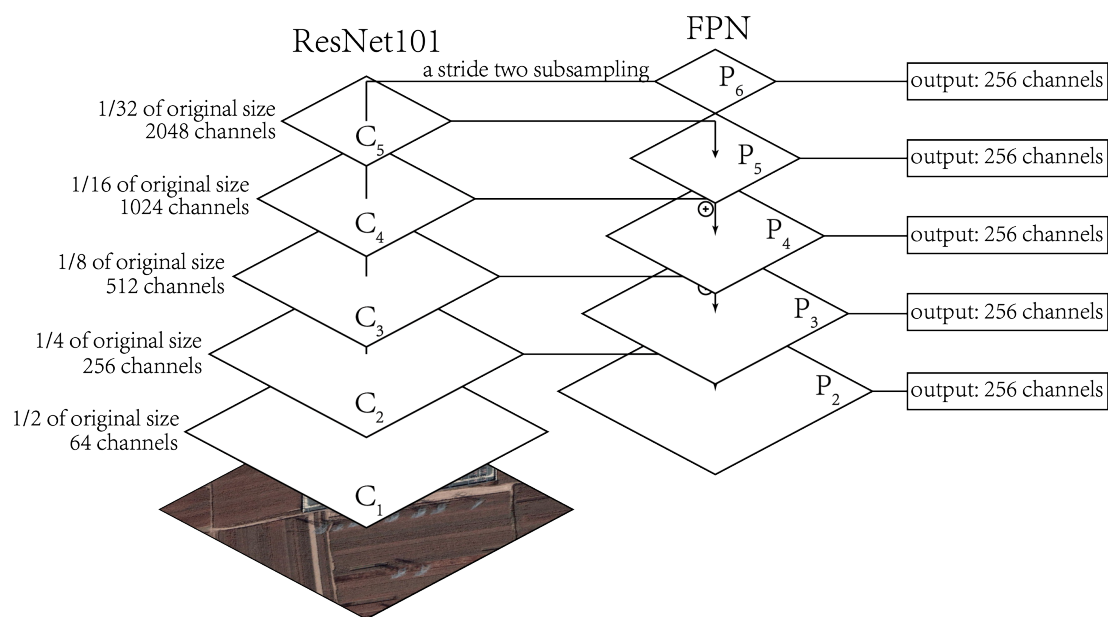 ResNet101
FPN
a stride two subsampling
P6
output: 256 channels
1/32 of original size
2048 channels
C5
P5
output: 256 channels
1/16 of original size
1024 channels
C4
P4
output: 256 channels
1/8 of original size
512 channels
C3
P3
output: 256 channels
1/4 of original size
256 channels
C2
P2
output: 256 channels
1/2 of original size
64 channels
C1